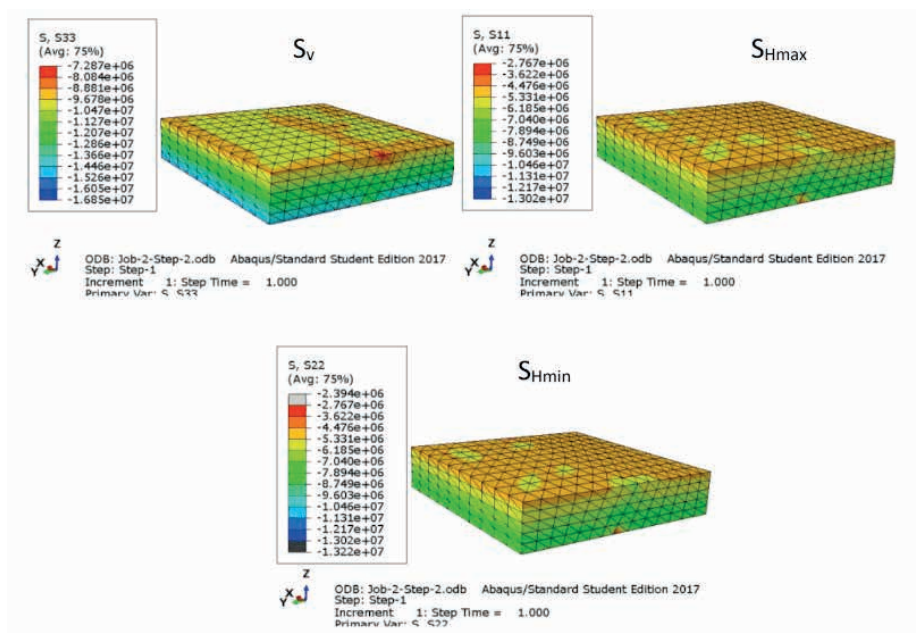 S, S33
(Avg: 75%)
-7.287e+06
-8.084e+06
-8.881e+06
-9.678e+06
-1.047e+07
-1.127e+07
-1.207e+07
-1.286e+07
-1.366e+07
-1.446e+07
-1.526e+07
-1.605e+07
-1.685e+07
Sv
Z
X
Y
ODB: Job-2-Step-2.odb Abaqus/Standard Student Edition 2017
Step: Step-1
Increment 1: Step Time = 1.000
Primary Var: S, S33
S, S11
(Avg: 75%)
-2.767e+06
-3.622e+06
-4.476e+06
-5.331e+06
-6.185e+06
-7.040e+06
-7.894e+06
-8.749e+06
-9.603e+06
-1.046e+07
-1.131e+07
-1.217e+07
-1.302e+07
SHmax
Z
X
Y
ODB: Job-2-Step-2.odb Abaqus/Standard Student Edition 2017
Step: Step-1
Increment 1: Step Time = 1.000
Primary Var: S, S11
S, S22
(Avg: 75%)
-2.394e+06
-2.767e+06
-3.622e+06
-4.476e+06
-5.331e+06
-6.185e+06
-7.040e+06
-7.894e+06
-8.749e+06
-9.603e+06
-1.046e+07
-1.131e+07
-1.217e+07
-1.302e+07
-1.322e+07
SHmin
Z
X
Y
ODB: Job-2-Step-2.odb Abaqus/Standard Student Edition 2017
Step: Step-1
Increment 1: Step Time = 1.000
Primary Var: S, S22